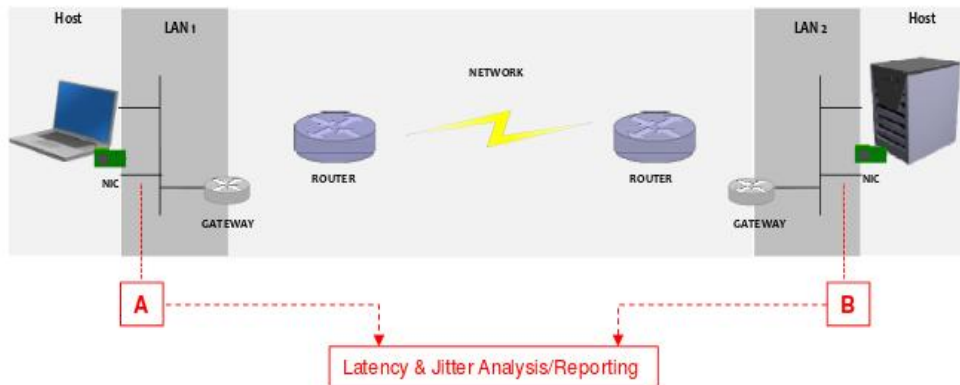 Host
LAN 1
LAN 2
Host
NETWORK
ROUTER
ROUTER
NIC
NIC
GATEWAY
GATEWAY
A
B
Latency & Jitter Analysis/Reporting